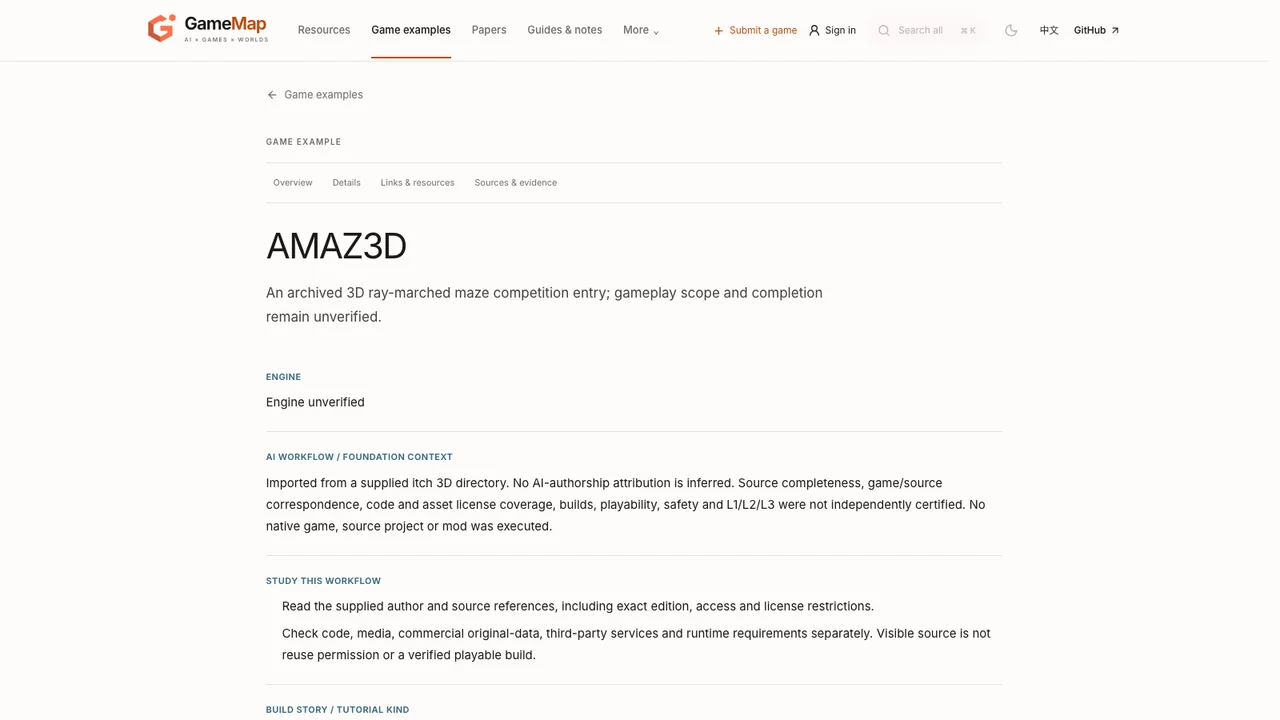 GameMap
AI × GAMES × WORLDS
Resources
Game examples
Papers
Guides & notes
More
Submit a game
Sign in
Search all
⌘ K
中文
GitHub
Game examples
GAME EXAMPLE
Overview
Details
Links & resources
Sources & evidence
AMAZ3D
An archived 3D ray-marched maze competition entry; gameplay scope and completion
remain unverified.
ENGINE
Engine unverified
AI WORKFLOW / FOUNDATION CONTEXT
Imported from a supplied itch 3D directory. No AI-authorship attribution is inferred. Source completeness, game/source
correspondence, code and asset license coverage, builds, playability, safety and L1/L2/L3 were not independently certified. No
native game, source project or mod was executed.
STUDY THIS WORKFLOW
Read the supplied author and source references, including exact edition, access and license restrictions.
Check code, media, commercial original-data, third-party services and runtime requirements separately. Visible source is not
reuse permission or a verified playable build.
BUILD STORY / TUTORIAL KIND